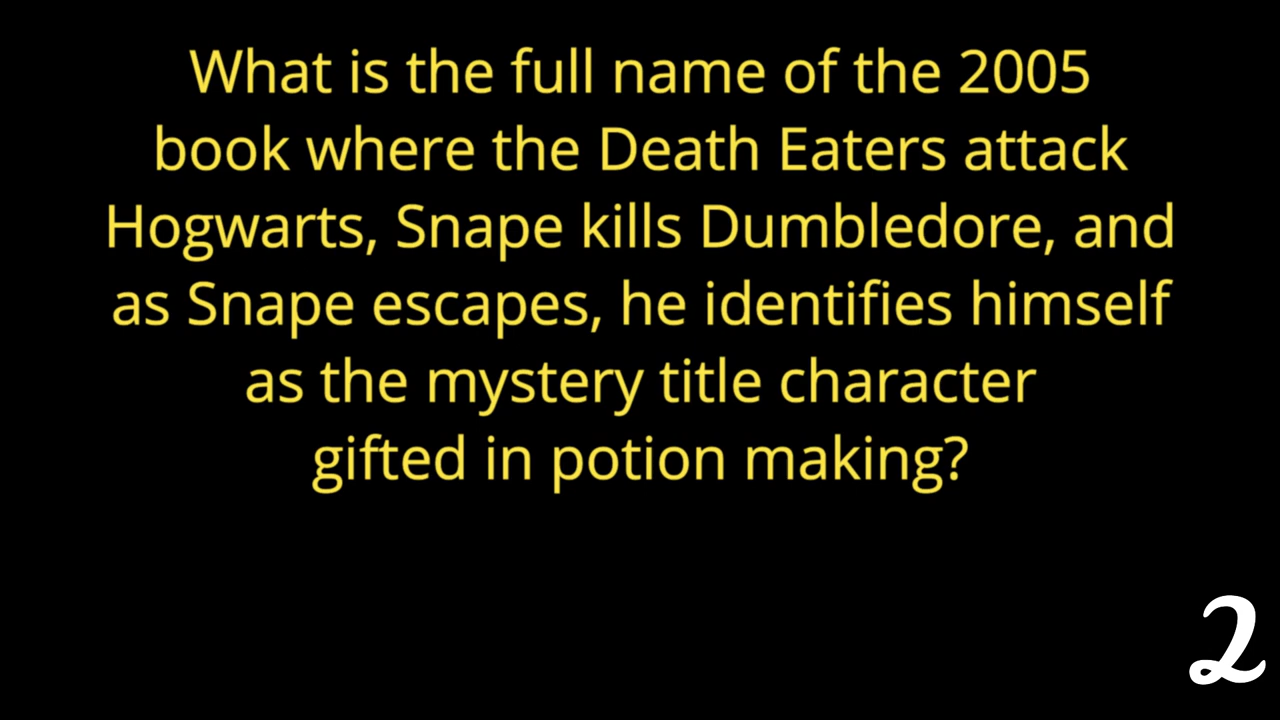 What is the full name of the 2005
book where the Death Eaters attack
Hogwarts, Snape kills Dumbledore, and
as Snape escapes, he identifies himself
as the mystery title character
gifted in potion making?
2